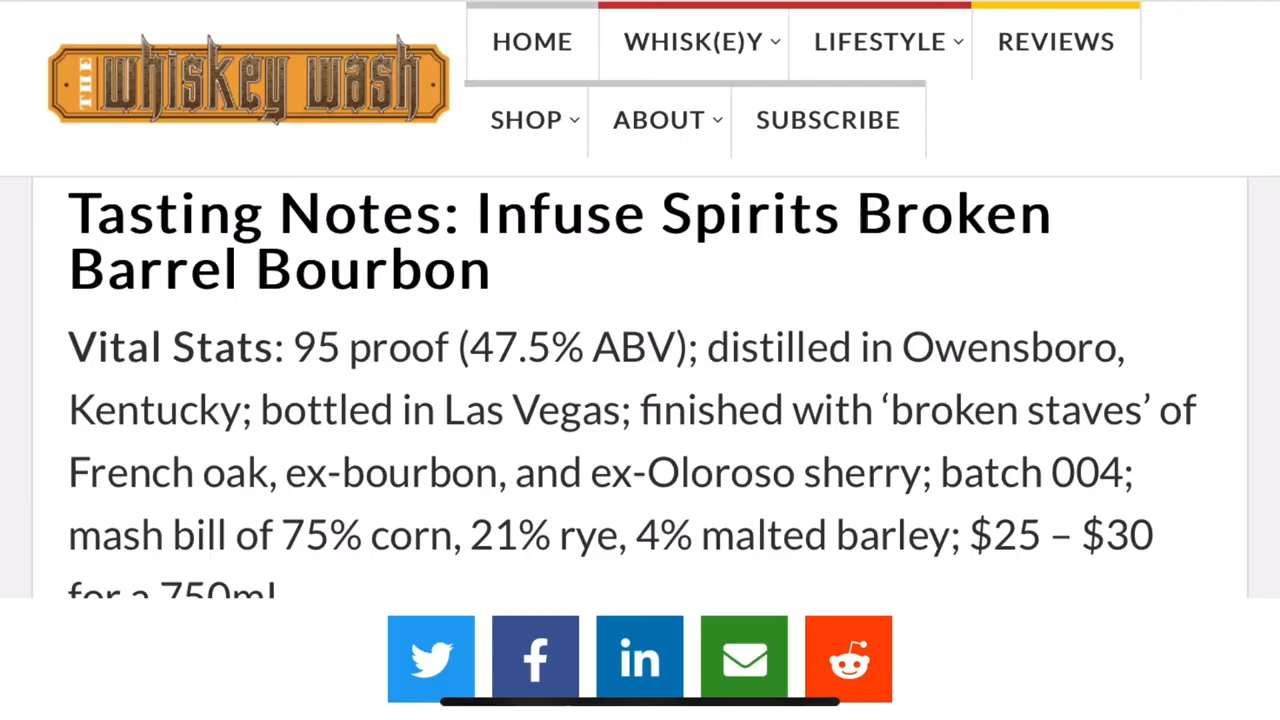 THE whiskey wash
HOME WHISK(E)Y LIFESTYLE REVIEWS
SHOP ABOUT SUBSCRIBE
Tasting Notes: Infuse Spirits Broken
Barrel Bourbon
Vital Stats: 95 proof (47.5% ABV); distilled in Owensboro,
Kentucky; bottled in Las Vegas; finished with ‘broken staves’ of
French oak, ex-bourbon, and ex-Oloroso sherry; batch 004;
mash bill of 75% corn, 21% rye, 4% malted barley; $25 – $30
for a 750ml
in